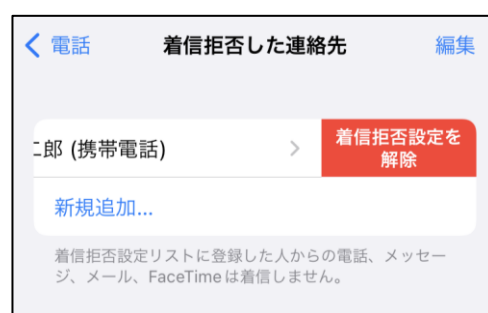 電話
着信拒否した連絡先
編集
二郎 (携帯電話)
着信拒否設定を
解除
新規追加...
着信拒否設定リストに登録した人からの電話、メッセー
ジ、メール、FaceTimeは着信しません。